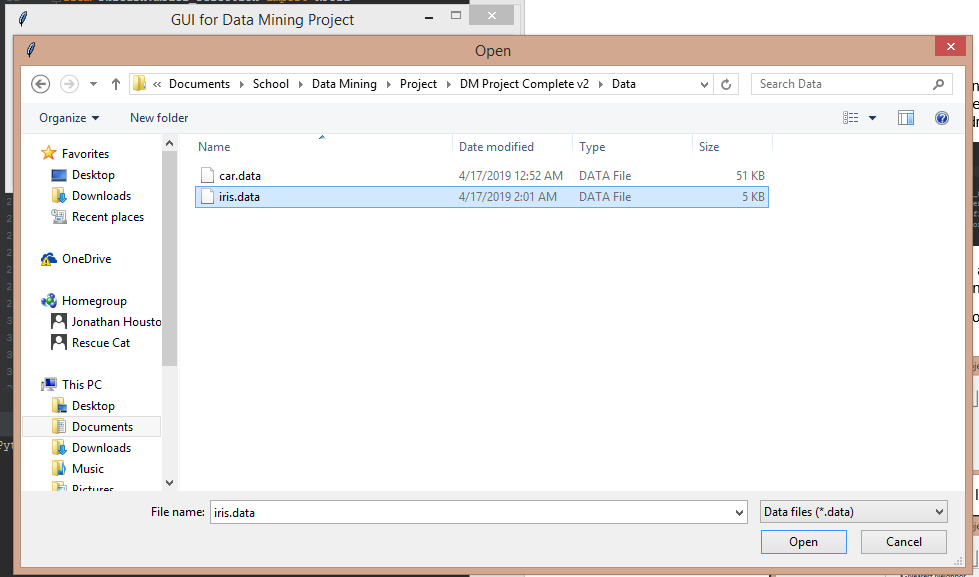 GUI for Data Mining Project
Open
« Documents School Data Mining Project DM Project Complete v2 Data
Search Data
Organize New folder
Name Date modified Type Size
car.data 4/17/2019 12:52 AM DATA File 51 KB
iris.data 4/17/2019 2:01 AM DATA File 5 KB
Favorites
Desktop
Downloads
Recent places
OneDrive
Homegroup
Jonathan Housto
Rescue Cat
This PC
Desktop
Documents
Downloads
Music
Pictures
File name: iris.data Data files (*.data)
Open Cancel